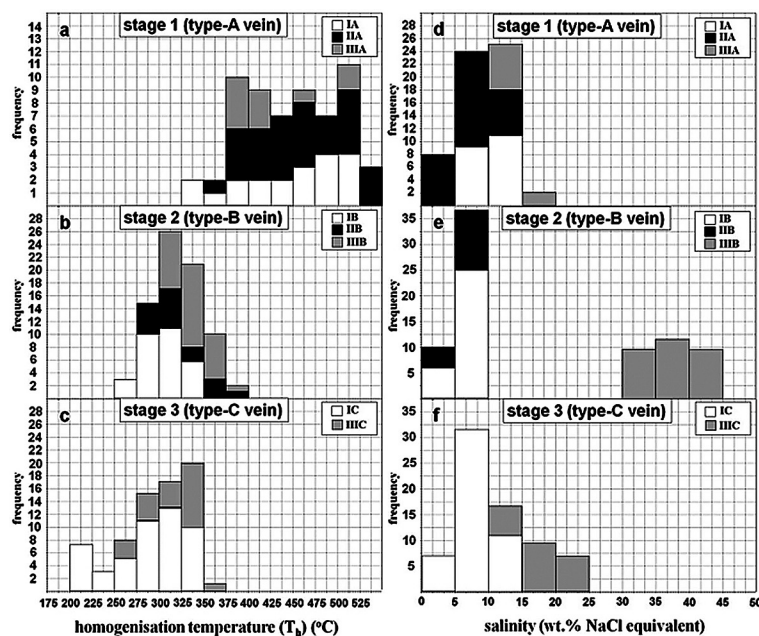 a
stage 1 (type-A vein)
IA
IIA
IIIA
frequency
14
13
12
11
10
9
8
7
6
5
4
3
2
1
b
stage 2 (type-B vein)
IB
IIB
IIIB
frequency
28
26
24
22
20
18
16
14
12
10
8
6
4
2
c
stage 3 (type-C vein)
IC
IIIC
frequency
28
26
24
22
20
18
16
14
12
10
8
6
4
2
175 200 225 250 275 300 325 350 375 400 425 450 475 500 525
homogenisation temperature (Th) (°C)
d
stage 1 (type-A vein)
IA
IIA
IIIA
frequency
28
26
24
22
20
18
16
14
12
10
8
6
4
2
e
stage 2 (type-B vein)
IB
IIB
IIIB
frequency
35
30
25
20
15
10
5
f
stage 3 (type-C vein)
IC
IIIC
frequency
35
30
25
20
15
10
5
0 5 10 15 20 25 30 35 40 45 50
salinity (wt.% NaCl equivalent)